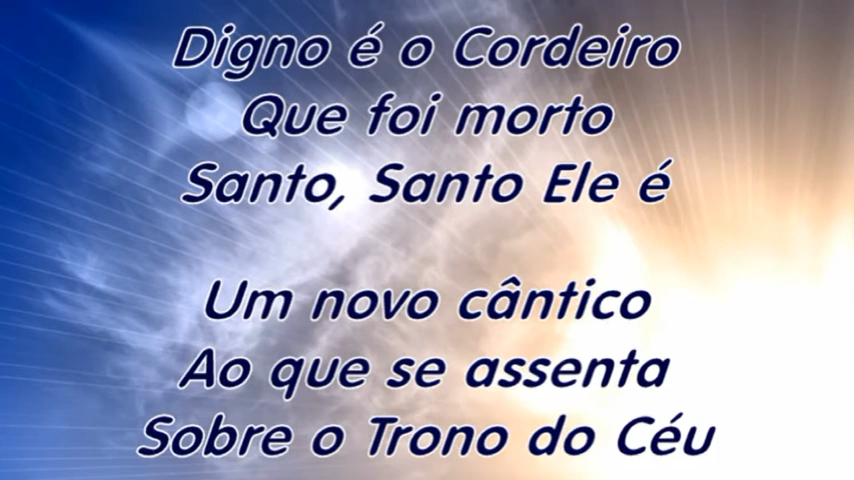 Digno é o Cordeiro
Que foi morto
Santo, Santo Ele é
Um novo cântico
Ao que se assenta
Sobre o Trono do Céu